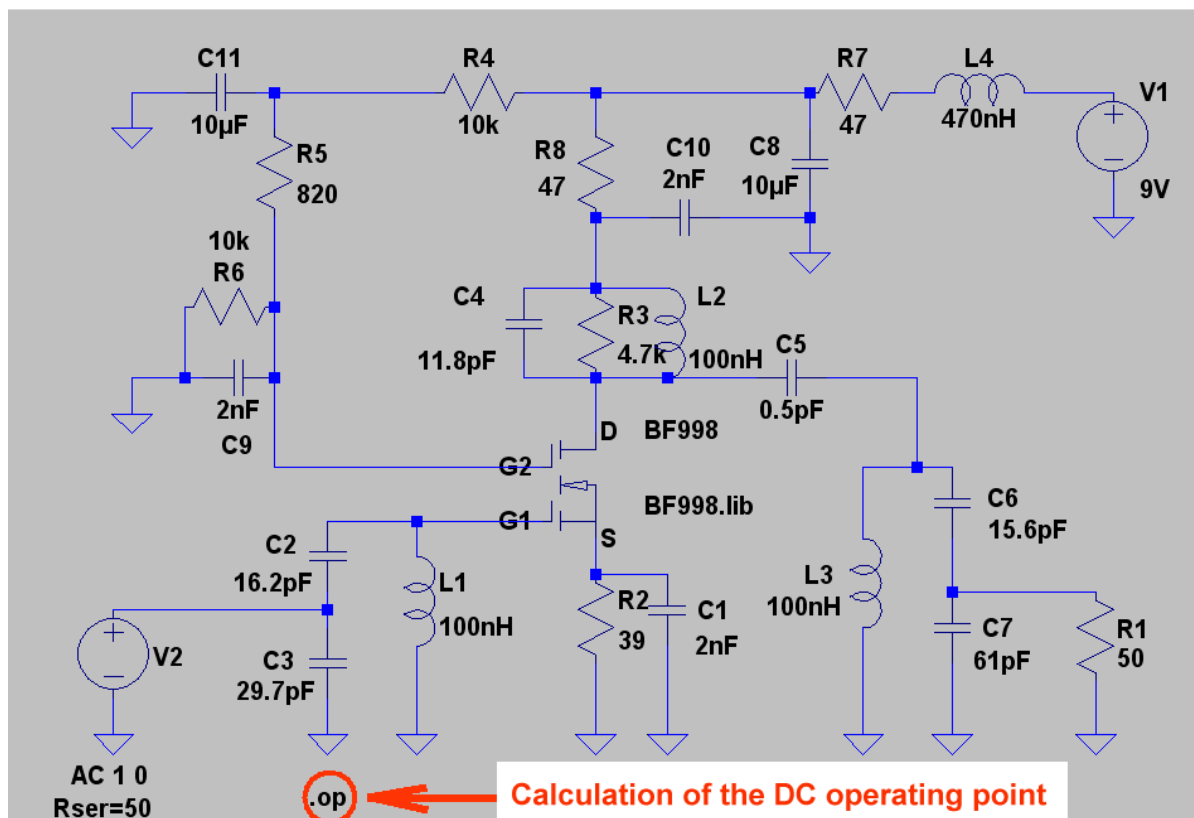 C11
10µF
R4
10k
R7
47
L4
470nH
V1
9V
R5
820
R8
47
C10
2nF
C8
10µF
10k
R6
C4
11.8pF
R3
4.7k
L2
100nH
C5
0.5pF
2nF
C9
D
BF998
G2
BF998.lib
G1
S
C2
16.2pF
L1
100nH
C6
15.6pF
V2
C3
29.7pF
R2
39
C1
2nF
L3
100nH
C7
61pF
R1
50
AC 1 0
Rser=50
.op
Calculation of the DC operating point